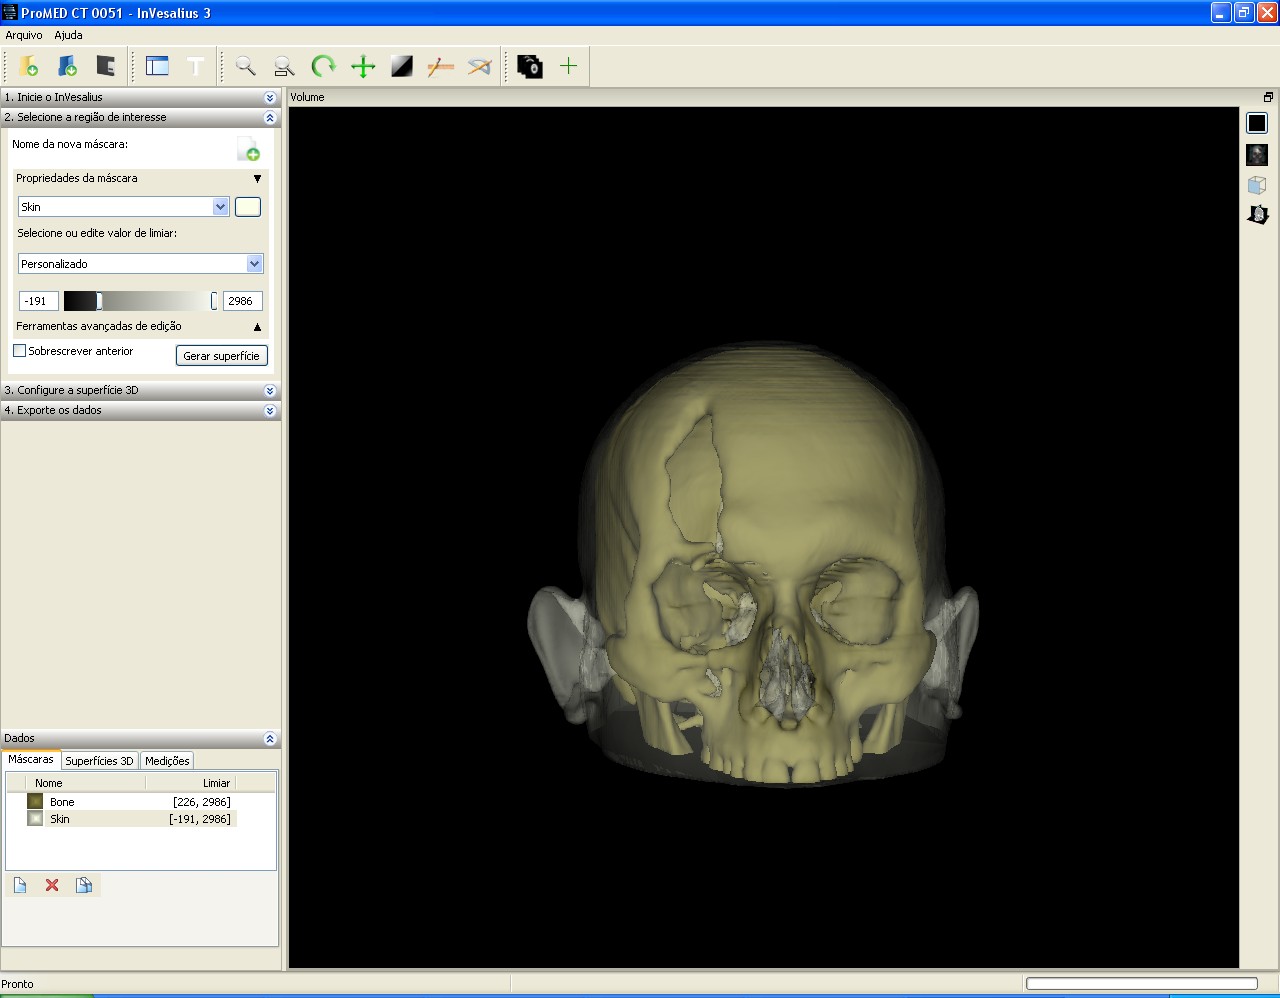 ProMED CT 0051 - InVesalius 3
Arquivo Ajuda
1. Inicie o InVesalius
2. Selecione a região de interesse
Nome da nova máscara:
Propriedades da máscara
Skin
Selecione ou edite valor de limiar:
Personalizado
-191 2986
Ferramentas avançadas de edição
Sobrescrever anterior Gerar superfície
3. Configure a superfície 3D
4. Exporte os dados
Dados
Máscaras Superfícies 3D Medições
Nome Limiar
Bone [226, 2986]
Skin [-191, 2986]
Pronto
Volume